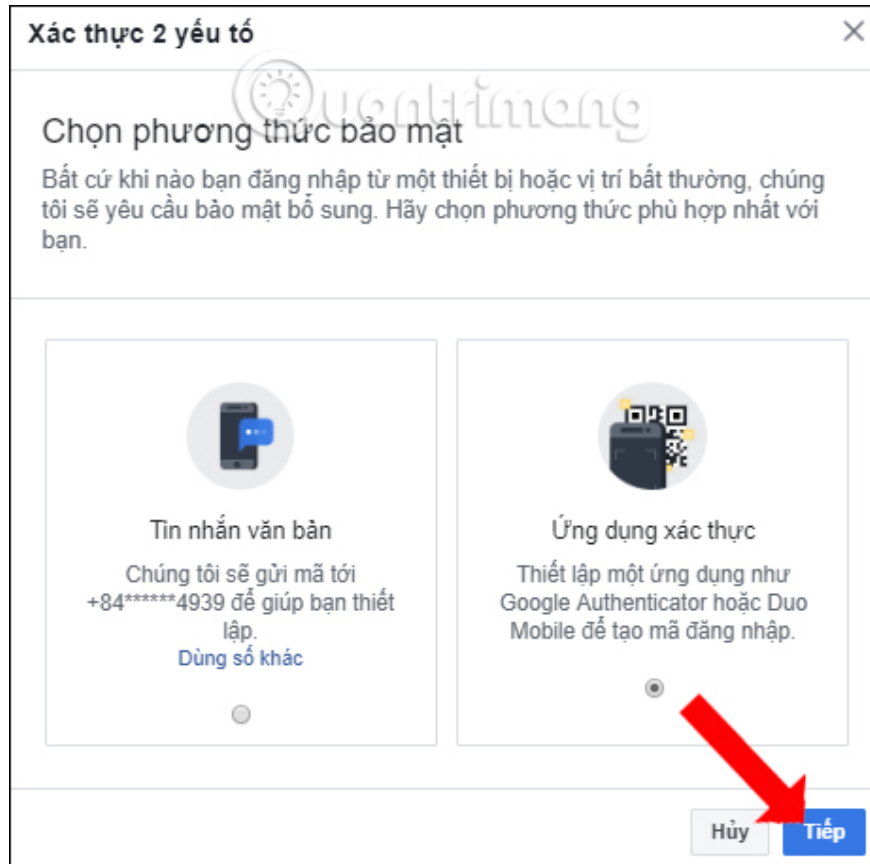 Xác thực 2 yếu tố
Quantrimang
Chọn phương thức bảo mật
Bất cứ khi nào bạn đăng nhập từ một thiết bị hoặc vị trí bất thường, chúng
tôi sẽ yêu cầu bảo mật bổ sung. Hãy chọn phương thức phù hợp nhất với
bạn.
Tin nhắn văn bản
Chúng tôi sẽ gửi mã tới
+84******4939 để giúp bạn thiết
lập.
Dùng số khác
Ứng dụng xác thực
Thiết lập một ứng dụng như
Google Authenticator hoặc Duo
Mobile để tạo mã đăng nhập.
Hủy
Tiếp